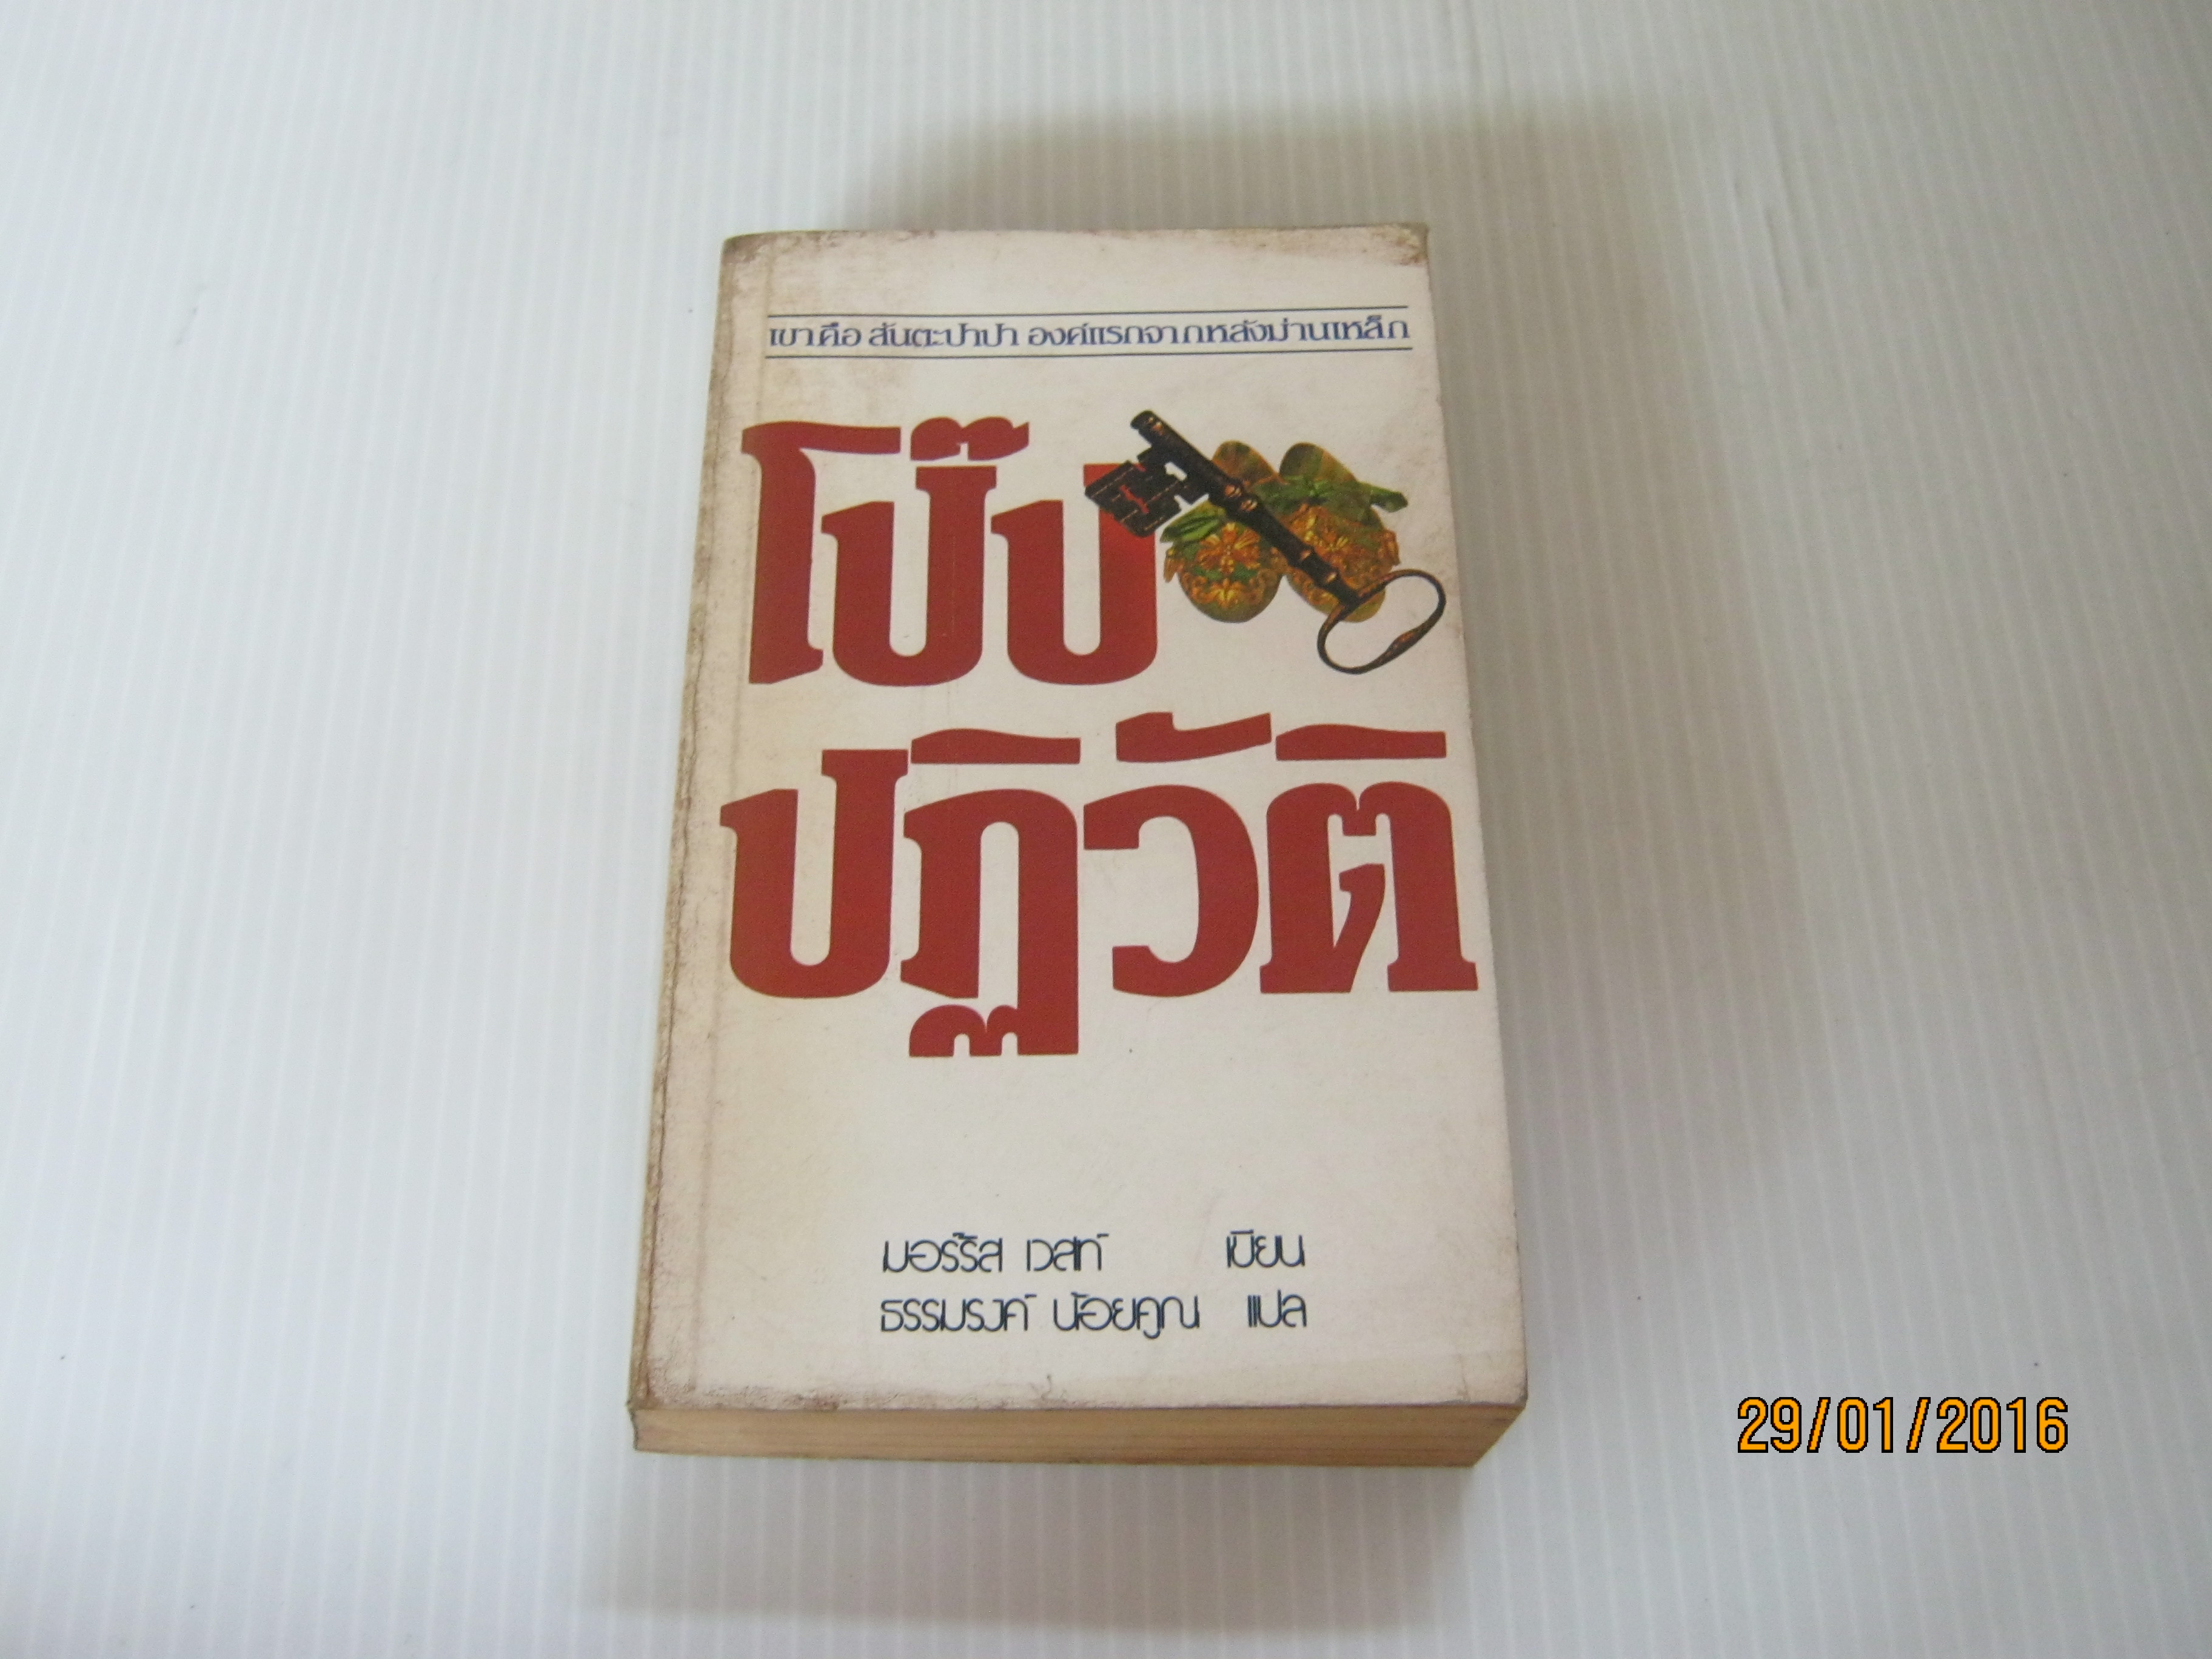 เขาคือ สันตะปาปา องค์แรกจากหลังม่านเหล็ก
โป๊ป
ปฏิวัติ
มอร์ริส เวสท์ เขียน
ธรรมรงค์ น้อยคูณ แปล
29/01/2016